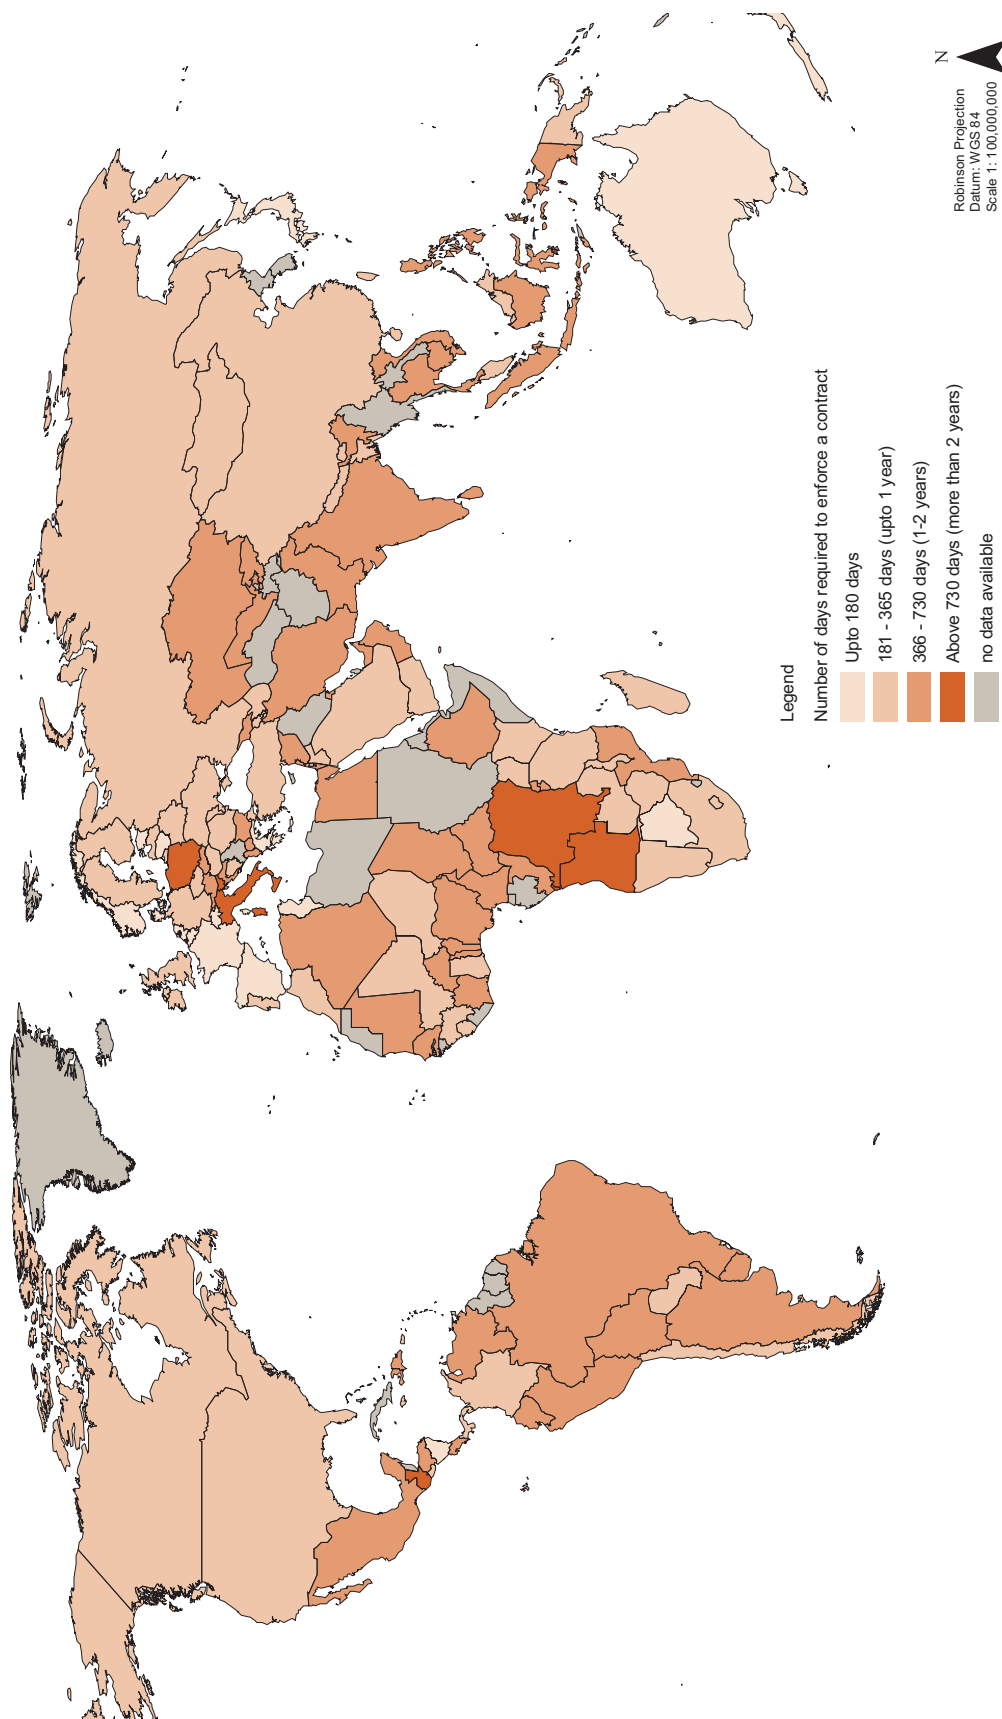 Legend
Number of days required to enforce a contract
Upto 180 days
181 - 365 days (upto 1 year)
366 - 730 days (1-2 years)
Above 730 days (more than 2 years)
no data available
N
Robinson Projection
Datum: WGS 84
Scale 1: 100,000,000